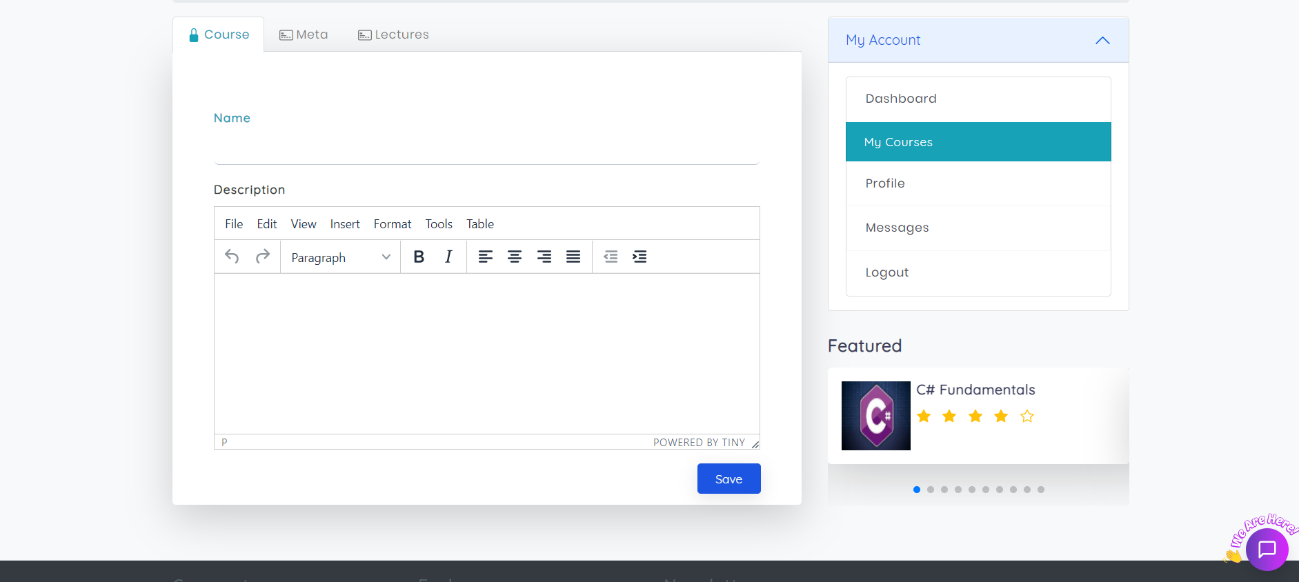 Course Meta Lectures
Name
Description
File Edit View Insert Format Tools Table
Paragraph B I
P POWERED BY TINY
Save
My Account
Dashboard
My Courses
Profile
Messages
Logout
Featured
C#
C# Fundamentals
We Are Here!